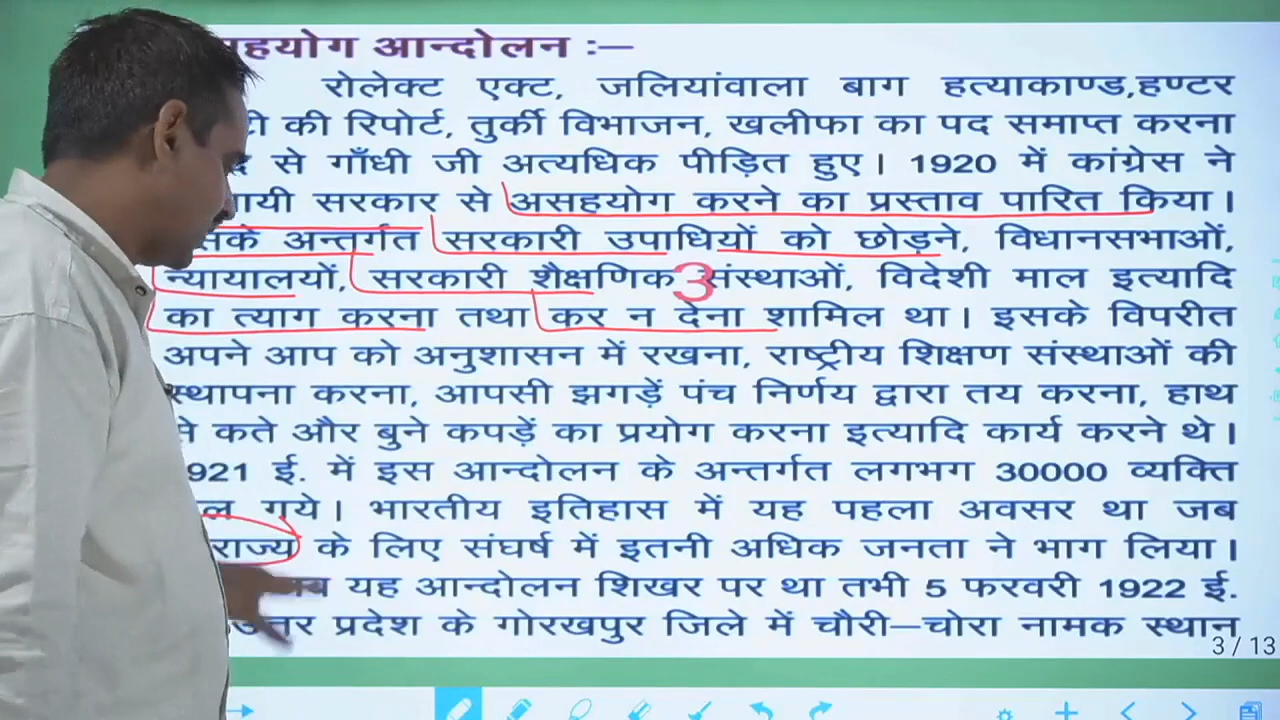 हयोग आन्दोलन :–
रोलेक्ट एक्ट, जलियांवाला बाग हत्याकाण्ड,हण्टर
टी की रिपोर्ट, तुर्की विभाजन, खलीफा का पद समाप्त करना
से गाँधी जी अत्यधिक पीड़ित हुए। 1920 में कांग्रेस ने
यी सरकार से असहयोग करने का प्रस्ताव पारित किया।
सके अन्तर्गत सरकारी उपाधियों को छोड़ने, विधानसभाओं,
न्यायालयों, सरकारी शैक्षणिक 3 संस्थाओं, विदेशी माल इत्यादि
का त्याग करना तथा कर न देना शामिल था। इसके विपरीत
अपने आप को अनुशासन में रखना, राष्ट्रीय शिक्षण संस्थाओं की
स्थापना करना, आपसी झगड़ें पंच निर्णय द्वारा तय करना, हाथ
से कते और बुने कपड़ें का प्रयोग करना इत्यादि कार्य करने थे।
921 ई. में इस आन्दोलन के अन्तर्गत लगभग 30000 व्यक्ति
ल गये। भारतीय इतिहास में यह पहला अवसर था जब
राज्य के लिए संघर्ष में इतनी अधिक जनता ने भाग लिया।
ब यह आन्दोलन शिखर पर था तभी 5 फरवरी 1922 ई.
उत्तर प्रदेश के गोरखपुर जिले में चौरी–चोरा नामक स्थान
3 / 13